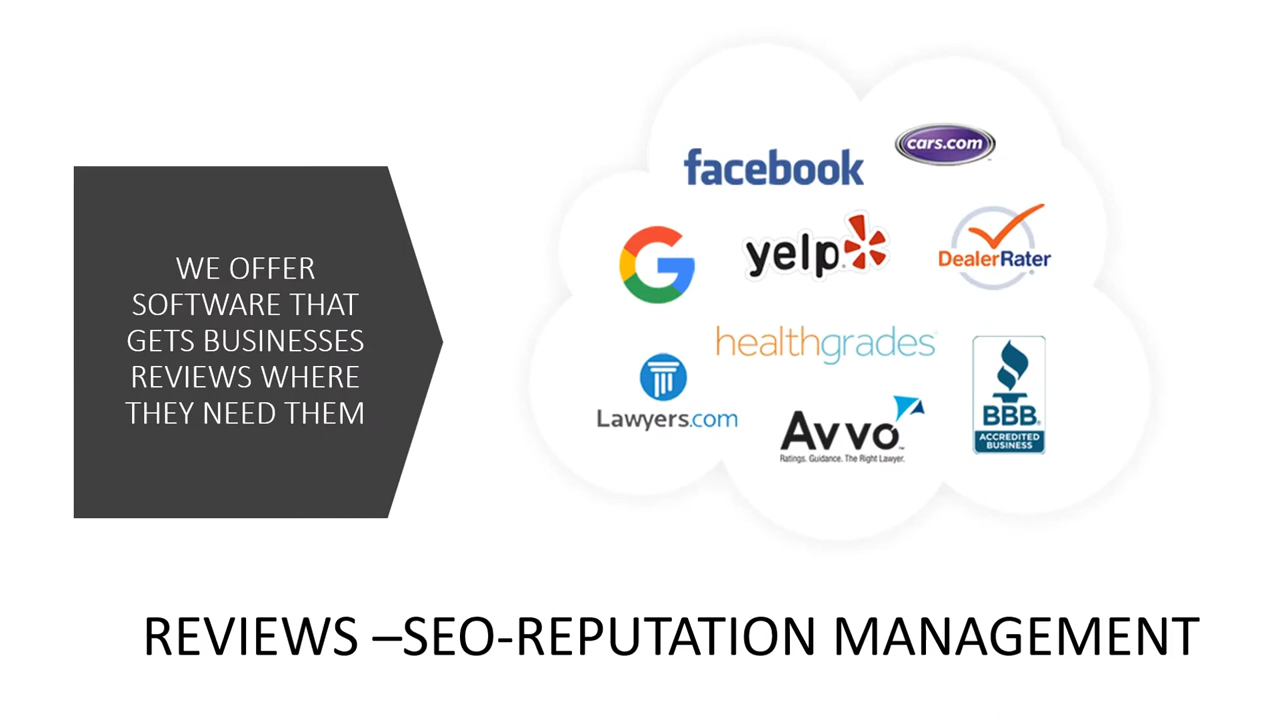 WE OFFER
SOFTWARE THAT
GETS BUSINESSES
REVIEWS WHERE
THEY NEED THEM
facebook
cars.com
G
yelp
DealerRater
healthgrades
Lawyers.com
Avvo
Ratings. Guidance. The Right Lawyer.
BBB
ACCREDITED
BUSINESS
REVIEWS –SEO-REPUTATION MANAGEMENT